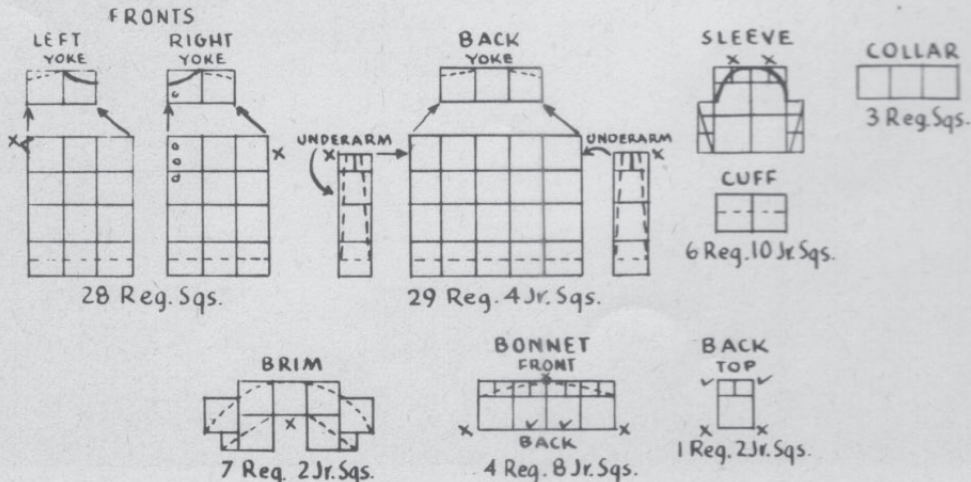 FRONTS
LEFT
YOKE
RIGHT
YOKE
BACK
YOKE
SLEEVE
COLLAR
3 Reg. Sqs.
UNDERARM
UNDERARM
CUFF
6 Reg. 10 Jr. Sqs.
28 Reg. Sqs.
29 Reg. 4 Jr. Sqs.
BRIM
7 Reg. 2 Jr. Sqs.
BONNET
FRONT
BACK
4 Reg. 8 Jr. Sqs.
BACK
TOP
1 Reg. 2 Jr. Sqs.